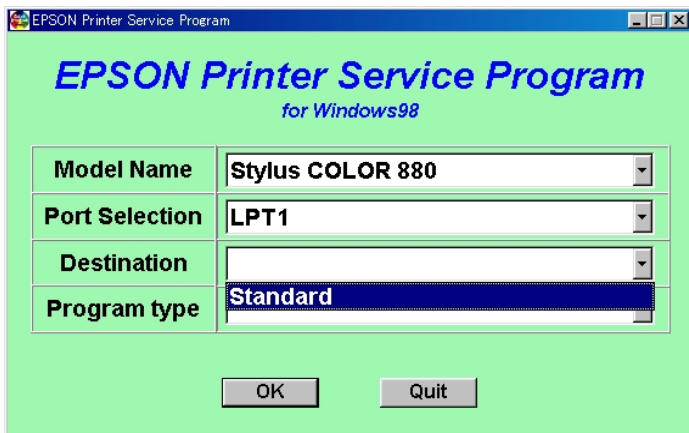 EPSON Printer Service Program
EPSON Printer Service Program
for Windows98
Model Name Stylus COLOR 880
Port Selection LPT1
Destination
Standard
Program type
OK Quit